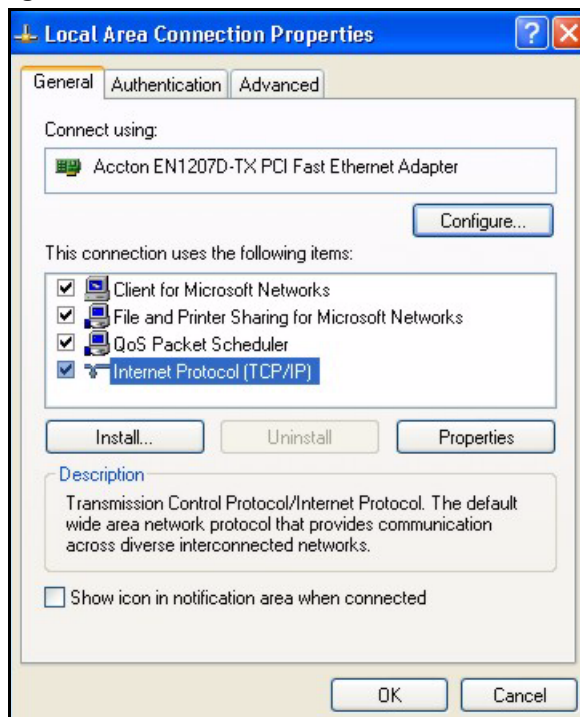 Local Area Connection Properties
General Authentication Advanced
Connect using:
Accton EN1207D-TX PCI Fast Ethernet Adapter
Configure...
This connection uses the following items:
Client for Microsoft Networks
File and Printer Sharing for Microsoft Networks
QoS Packet Scheduler
Internet Protocol (TCP/IP)
Install... Uninstall Properties
Description
Transmission Control Protocol/Internet Protocol. The default
wide area network protocol that provides communication
across diverse interconnected networks.
Show icon in notification area when connected
OK Cancel